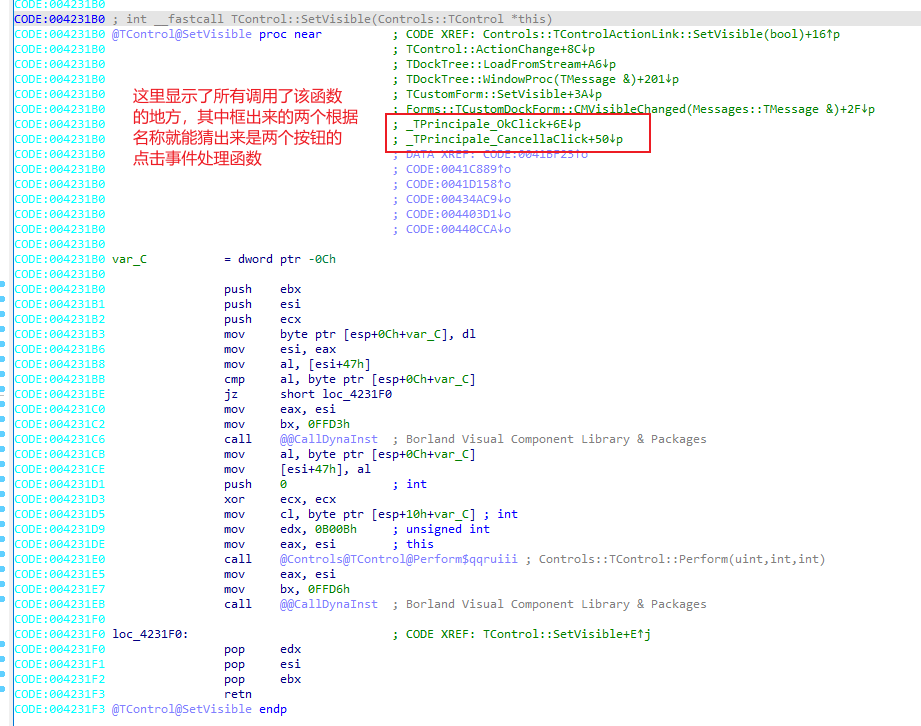 CODE:004231B0
CODE:004231B0 ; int __fastcall TControl::SetVisible(Controls::TControl *this)
CODE:004231B0 @TControl@SetVisible proc near ; CODE XREF: Controls::TControlActionLink::SetVisible(bool)+16↑p
CODE:004231B0 ; TControl::ActionChange+8C↓p
CODE:004231B0 ; TDockTree::LoadFromStream+A6↓p
CODE:004231B0 ; TDockTree::WindowProc(TMessage &)+201↓p
CODE:004231B0 ; TCustomForm::SetVisible+3A↓p
CODE:004231B0 ; Forms::TCustomDockForm::CMVisibleChanged(Messages::TMessage &)+2F↓p
CODE:004231B0 ; _TPrincipale_OkClick+6E↓p
CODE:004231B0 ; _TPrincipale_CancellaClick+50↓p
CODE:004231B0 ; DATA XREF: CODE:0041BF25↑o
CODE:004231B0 ; CODE:0041C889↑o
CODE:004231B0 ; CODE:0041D158↑o
CODE:004231B0 ; CODE:00434AC9↓o
CODE:004231B0 ; CODE:004403D1↓o
CODE:004231B0 ; CODE:00440CCA↓o
CODE:004231B0
CODE:004231B0 var_C = dword ptr -0Ch
CODE:004231B0
CODE:004231B0 push ebx
CODE:004231B1 push esi
CODE:004231B2 push ecx
CODE:004231B3 mov byte ptr [esp+0Ch+var_C], dl
CODE:004231B6 mov esi, eax
CODE:004231B8 mov al, [esi+47h]
CODE:004231BB cmp al, byte ptr [esp+0Ch+var_C]
CODE:004231BE jz short loc_4231F0
CODE:004231C0 mov eax, esi
CODE:004231C2 mov bx, 0FFD3h
CODE:004231C6 call @@CallDynaInst ; Borland Visual Component Library & Packages
CODE:004231CB mov al, byte ptr [esp+0Ch+var_C]
CODE:004231CE mov [esi+47h], al
CODE:004231D1 push 0 ; int
CODE:004231D3 xor ecx, ecx
CODE:004231D5 mov cl, byte ptr [esp+10h+var_C] ; int
CODE:004231D9 mov edx, 0B00Bh ; unsigned int
CODE:004231DE mov eax, esi ; this
CODE:004231E0 call @Controls@TControl@Perform$qqruiii ; Controls::TControl::Perform(uint,int,int)
CODE:004231E5 mov eax, esi
CODE:004231E7 mov bx, 0FFD6h
CODE:004231EB call @@CallDynaInst ; Borland Visual Component Library & Packages
CODE:004231F0
CODE:004231F0 loc_4231F0: ; CODE XREF: TControl::SetVisible+E↑j
CODE:004231F0 pop edx
CODE:004231F1 pop esi
CODE:004231F2 pop ebx
CODE:004231F3 retn
CODE:004231F3 @TControl@SetVisible endp
这里显示了所有调用了该函数
的地方，其中框出来的两个根据
名称就能猜出来是两个按钮的
点击事件处理函数